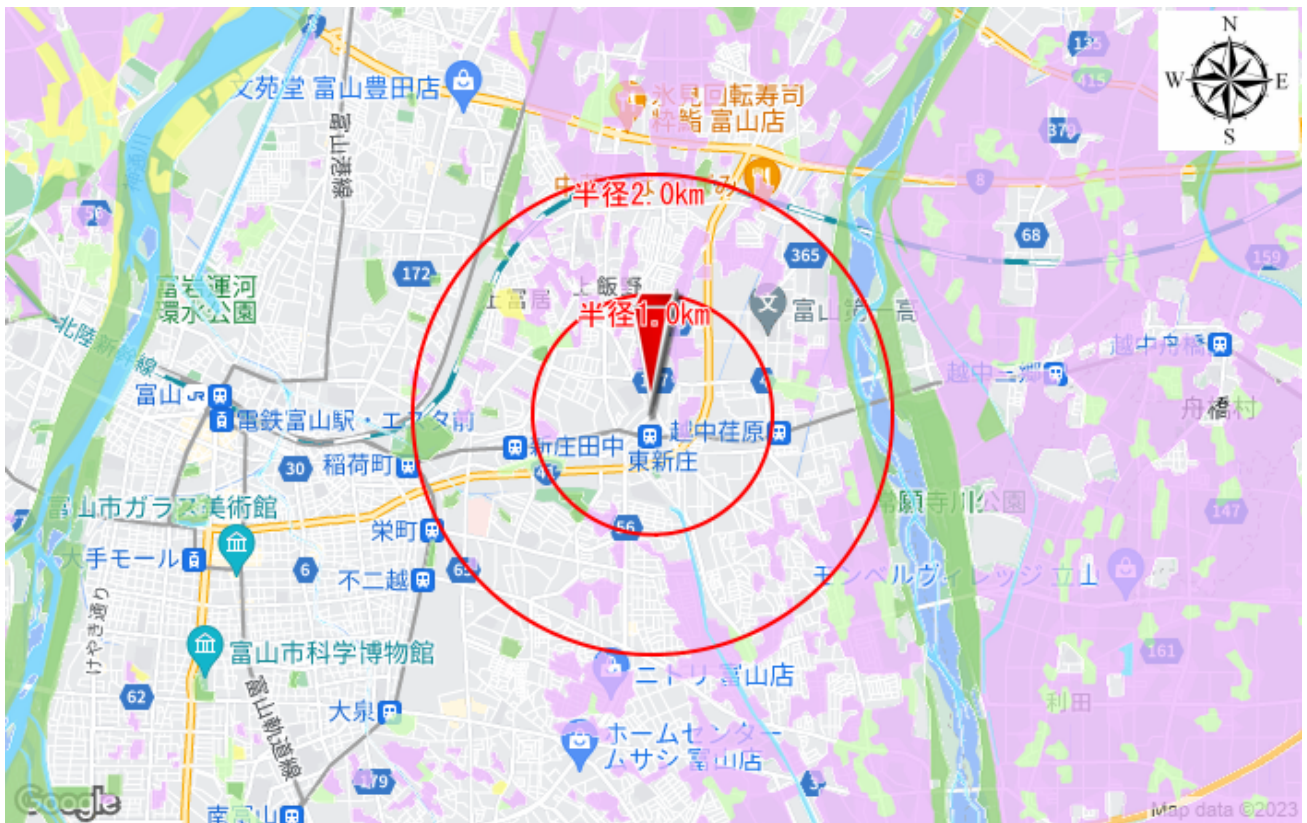 N
W
E
S
135
415
379
文苑堂 富山豊田店
氷見回転寿司
粋鮨 富山店
富山港線
8
半径2.0km
68
365
159
172
富岩運河
環水公園
上冨居
上飯野
半径1.0km
富山第一高
北陸新幹線
越中舟橋
越中三郷
舟橋村
富山
JR
電鉄富山駅・エスタ前
新庄田中
越中荏原
東新庄
30
稲荷町
富山市ガラス美術館
常願寺川公園
147
56
栄町
大手モール
6
不二越
モンベルヴィレッジ 立山
けやき通り
富山市科学博物館
161
ニトリ 富山店
62
大泉
利田
富山軌道線
ホームセンター
ムサシ 富山店
179
3
南富山
Google
Map data ©2023